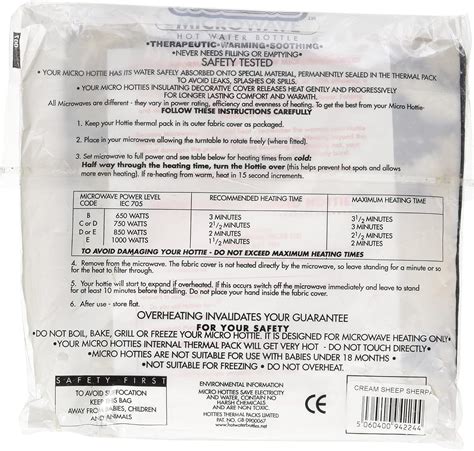 MICROWAVE
HOT WATER BOTTLE
•THERAPEUTIC•WARMING•SOOTHING•
•NEVER NEEDS FILLING OR EMPTYING•
SAFETY TESTED
• YOUR MICRO HOTTIE HAS ITS WATER SAFELY ABSORBED ONTO SPECIAL MATERIAL, PERMANENTLY SEALED IN THE THERMAL PACK
TO AVOID LEAKS, SPLASHES OR SPILLS.
• YOUR MICRO HOTTIES INSULATING DECORATIVE COVER RELEASES HEAT GENTLY AND PROGRESSIVELY
FOR LONGER LASTING COMFORT AND WARMTH.
All Microwaves are different - they vary in power rating, efficiency and evenness of heating. To get the best from your Micro Hottie-
FOLLOW THESE INSTRUCTIONS CAREFULLY
1. Keep your Hottie thermal pack in its outer fabric cover as packaged.
2. Place in your microwave allowing the turntable to rotate freely (where fitted).
3. Set microwave to full power and see table below for heating times from cold:
Half way through the heating time, turn the Hottie over (this helps prevent hot spots and allows
more even heating). If re-heating from warm, heat in 15 second increments.
MICROWAVE POWER LEVEL RECOMMENDED HEATING TIME MAXIMUM HEATING TIME
CODE IEC 705
B 650 WATTS 3 MINUTES 3 1/2 MINUTES
C or D 750 WATTS 2 1/2 MINUTES 3 MINUTES
D or E 850 WATTS 2 MINUTES 2 1/2 MINUTES
E 1000 WATTS 1 1/2 MINUTES 2 MINUTES
TO AVOID DAMAGING YOUR HOTTIE - DO NOT EXCEED MAXIMUM HEATING TIMES
4. Remove from the microwave. The fabric cover is not heated directly by the microwave, so leave standing for a minute or so
for the heat to filter through.
5. Your hottie will start to expand if overheated. If this occurs switch off the microwave immediately and leave to stand
for at least 10 minutes before handling. Do not place your hand inside the fabric cover.
6. After use - store flat.
OVERHEATING INVALIDATES YOUR GUARANTEE
FOR YOUR SAFETY
•DO NOT BOIL, BAKE, GRILL OR FREEZE YOUR MICRO HOTTIE. IT IS DESIGNED FOR MICROWAVE HEATING ONLY•
•YOUR MICRO HOTTIES INTERNAL THERMAL PACK WILL GET VERY HOT - DO NOT TOUCH DIRECTLY•
•MICRO HOTTIES ARE NOT SUITABLE FOR USE WITH BABIES UNDER 18 MONTHS •
•NOT SUITABLE FOR FREEZING • DO NOT OVERHEAT.
SAFETY FIRST
TO AVOID SUFFOCATION
KEEP THIS BAG
AWAY FROM BABIES, CHILDREN
AND ANIMALS
ENVIRONMENTAL INFORMATION
MICRO HOTTIES SAVE ELECTRICITY
AND WATER, CONTAIN NO
HARMFUL CHEMICALS
AND ARE NON TOXIC.
HOTTIES THERMAL PACKS LIMITED
PAT. NO. GB 9900067
www.hotwaterhotties.net
CE
CREAM SHEEP SHERPA
5 060400 942244